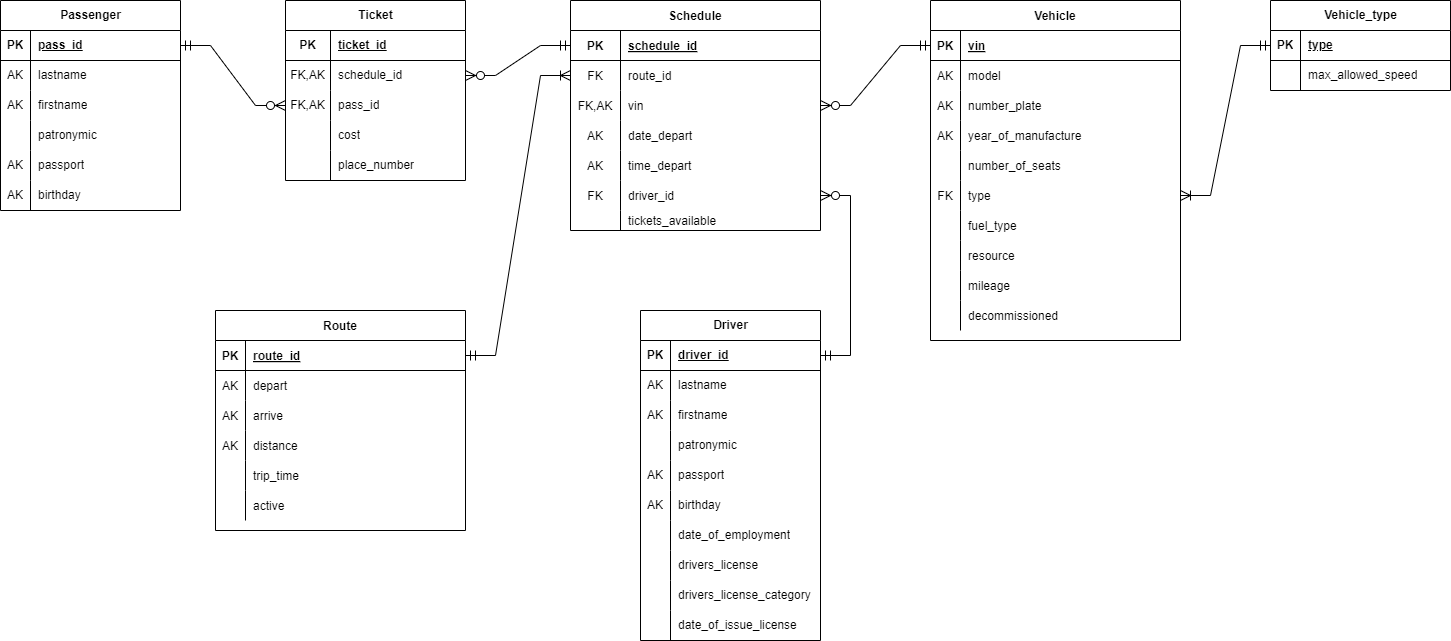 Passenger
PK pass_id
AK lastname
AK firstname
patronymic
AK passport
AK birthday
Ticket
PK ticket_id
FK,AK schedule_id
FK,AK pass_id
cost
place_number
Schedule
PK schedule_id
FK route_id
FK,AK vin
AK date_depart
AK time_depart
FK driver_id
tickets_available
Vehicle
PK vin
AK model
AK number_plate
AK year_of_manufacture
number_of_seats
FK type
fuel_type
resource
mileage
decommissioned
Vehicle_type
PK type
max_allowed_speed
Route
PK route_id
AK depart
AK arrive
AK distance
trip_time
active
Driver
PK driver_id
AK lastname
AK firstname
patronymic
AK passport
AK birthday
date_of_employment
drivers_license
drivers_license_category
date_of_issue_license